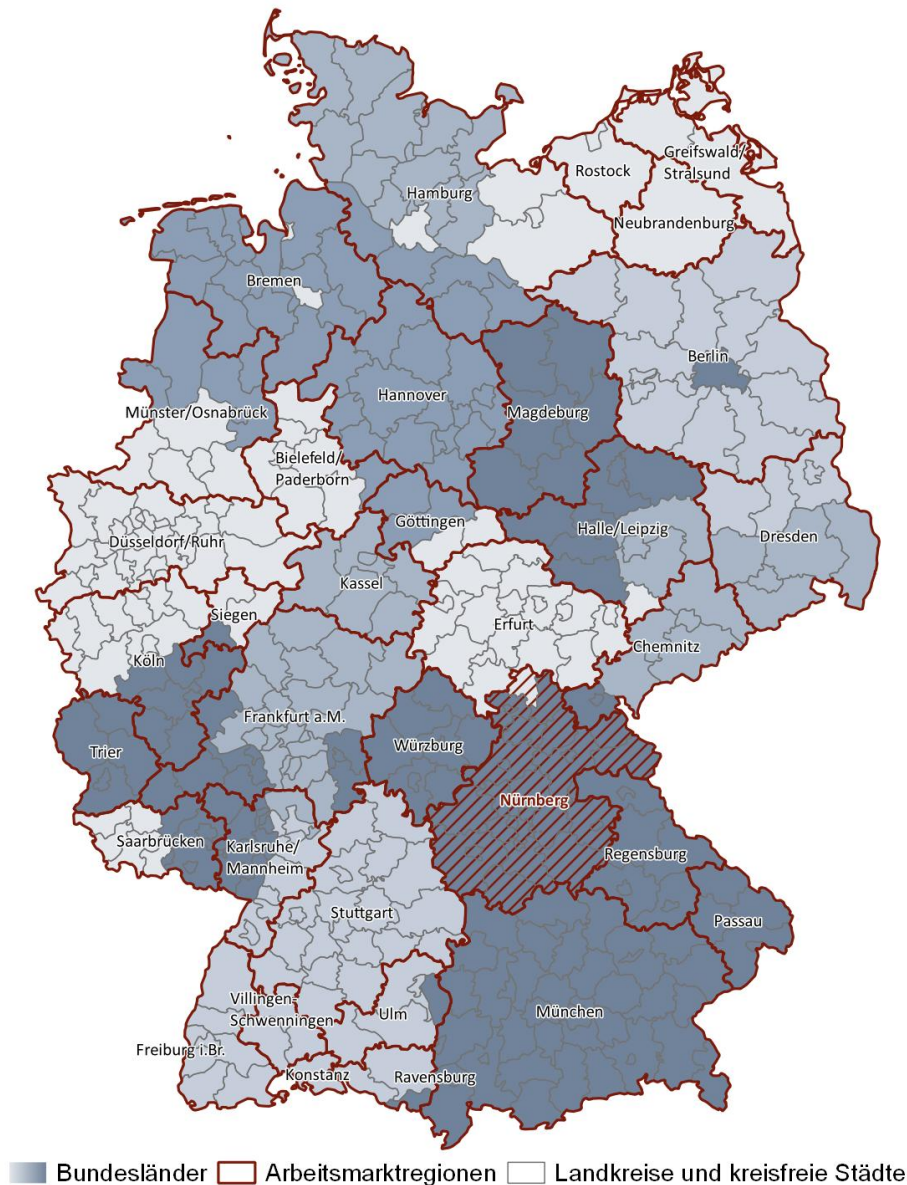 Rostock
Greifswald/
Stralsund
Hamburg
Neubrandenburg
Bremen
Berlin
Hannover
Magdeburg
Münster/Osnabrück
Bielefeld/
Paderborn
Göttingen
Halle/Leipzig
Dresden
Düsseldorf/Ruhr
Kassel
Siegen
Erfurt
Chemnitz
Köln
Frankfurt a.M.
Würzburg
Trier
Nürnberg
Saarbrücken
Karlsruhe/
Mannheim
Regensburg
Stuttgart
Passau
Villingen-
Schwenningen
Ulm
München
Freiburg i.Br.
Konstanz
Ravensburg
Bundesländer Arbeitsmarktregionen Landkreise und kreisfreie Städte